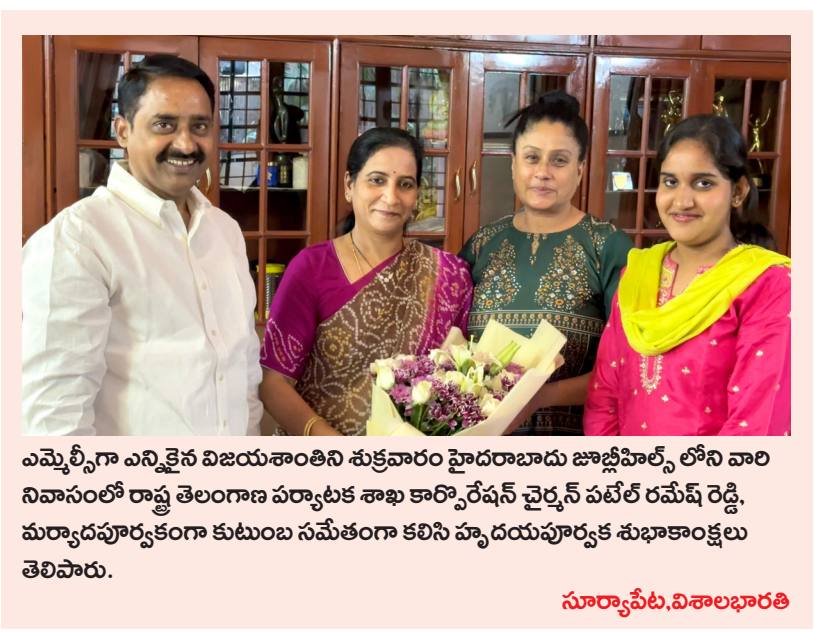 ఎమ్మెల్సీగా ఎన్నికైన విజయశాంతిని శుక్రవారం హైదరాబాదు జూబ్లీహిల్స్ లోని వారి
నివాసంలో రాష్ట్ర తెలంగాణ పర్యాటక శాఖ కార్పొరేషన్ చైర్మన్ పటేల్ రమేష్ రెడ్డి,
మర్యాదపూర్వకంగా కుటుంబ సమేతంగా కలిసి హృదయపూర్వక శుభాకాంక్షలు
తెలిపారు.
సూర్యాపేట,విశాలభారతి